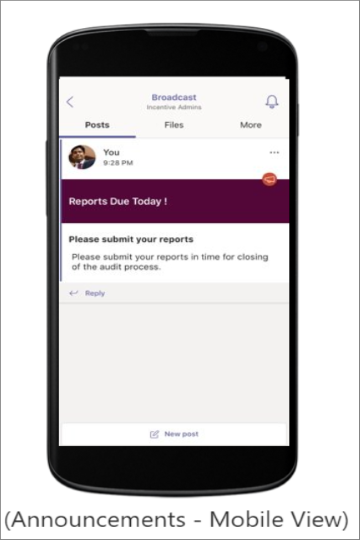 Broadcast
Incentive Admins
Posts Files More
You
9:28 PM
Reports Due Today !
Please submit your reports
Please submit your reports in time for closing
of the audit process.
Reply
New post
(Announcements - Mobile View)